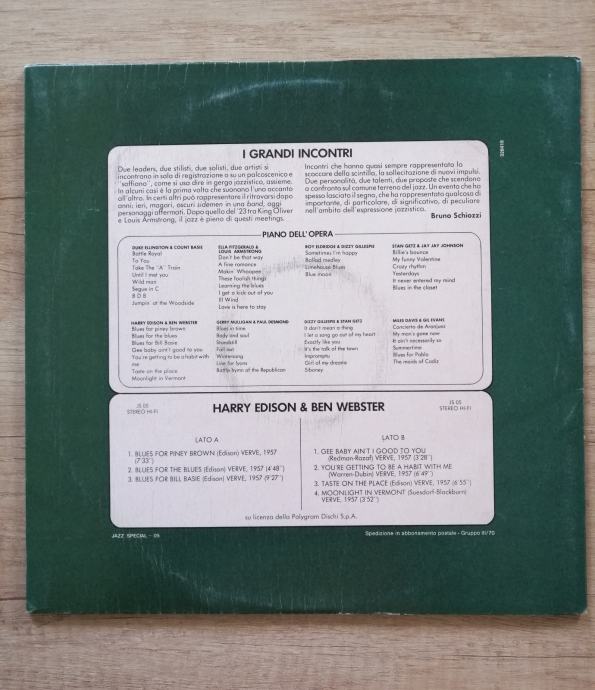 I GRANDI INCONTRI
Due leaders, due stilisti, due solisti, due artisti si
incontrano in sala di registrazione o su un palcoscenico e
"saffiano", come si usa dire in gergo jazzistico, assieme.
In alcuni casi è la prima volta che suonano l'uno accanto
all'altro. In certi altri può rappresentare il ritrovarsi dopo
anni: ieri, magari, oscuri sidemen in una band, oggi
personaggi affermati. Dopo quello del '23 tra King Oliver
e Louis Armstrong, il jazz è pieno di questi meetings.
Incontri che hanno quasi sempre rappresentato lo
scoccare della scintilla, la sollecitazione di nuovi impulsi.
Due personalità, due talenti, due proposte che scendono
a confronto sul comune terreno del jazz. Un evento che ha
spesso lasciato il segno, che ha rappresentato qualcosa di
importante, di particolare, di significativo, di peculiare
nell'ambito dell'espressione jazzistica.
Bruno Schiozzi
PIANO DELL'OPERA
DUKE ELLINGTON & COUNT BASIE
Battle Royal
To You
Take The "A" Train
Until I met you
Wild man
Segue in C
B D B
Jumpin' at the Woodside
ELLA FITZGERALD &
LOUIS ARMSTRONG
Don't be that way
A fine romance
Makin' Whoopee
These foolish things
Learning the blues
I get a kick out of you
Ill Wind
Love is here to stay
ROY ELDRIDGE & DIZZY GILLESPIE
Sometimes I'm happy
Ballad medley
Limehouse Blues
Blue moon
STAN GETZ & JAY JAY JOHNSON
Billie's bounce
My funny Valentine
Crazy rhythm
Yesterdays
It never entered my mind
Blues in the closet
HARRY EDISON & BEN WEBSTER
Blues for piney brown
Blues for the blues
Blues for Bill Basie
Gee baby ain't good to you
You're getting to be a habit with
me
Taste on the place
Moonlight in Vermont
GERRY MULLIGAN & PAUL DESMOND
Blues in time
Body and soul
Standstill
Fall out
Wintersong
Line for lyons
Battle hymn of the Republican
DIZZY GILLESPIE & STAN GETZ
It don't mean a thing
I let a song go out of my heart
Exactly like you
It's the talk of the town
Impromptu
Girl of my dreams
Siboney
MILES DAVIS & GIL EVANS
Concierto de Aranjuez
My man's gone now
It ain't necessarily so
Summertime
Blues for Pablo
The maids of Cadiz
JS 05
STEREO HI-FI
HARRY EDISON & BEN WEBSTER
JS 05
STEREO HI-FI
LATO A
1. BLUES FOR PINEY BROWN (Edison) VERVE, 1957
(7'33'')
2. BLUES FOR THE BLUES (Edison) VERVE, 1957 (4'48'')
3. BLUES FOR BILL BASIE (Edison) VERVE, 1957 (9'27'')
LATO B
1. GEE BABY AIN'T I GOOD TO YOU
(Redman-Razaf) VERVE, 1957 (3'28'')
2. YOU'RE GETTING TO BE A HABIT WITH ME
(Warren-Dubin) VERVE, 1957 (6'49'')
3. TASTE ON THE PLACE (Edison) VERVE, 1957 (6'55'')
4. MOONLIGHT IN VERMONT (Suesdorf-Blackburn)
VERVE, 1957 (3'52'')
su licenza della Polygram Dischi S.p.A.
JAZZ SPECIAL - 05
Spedizione in abbonamento postale - Gruppo III/70